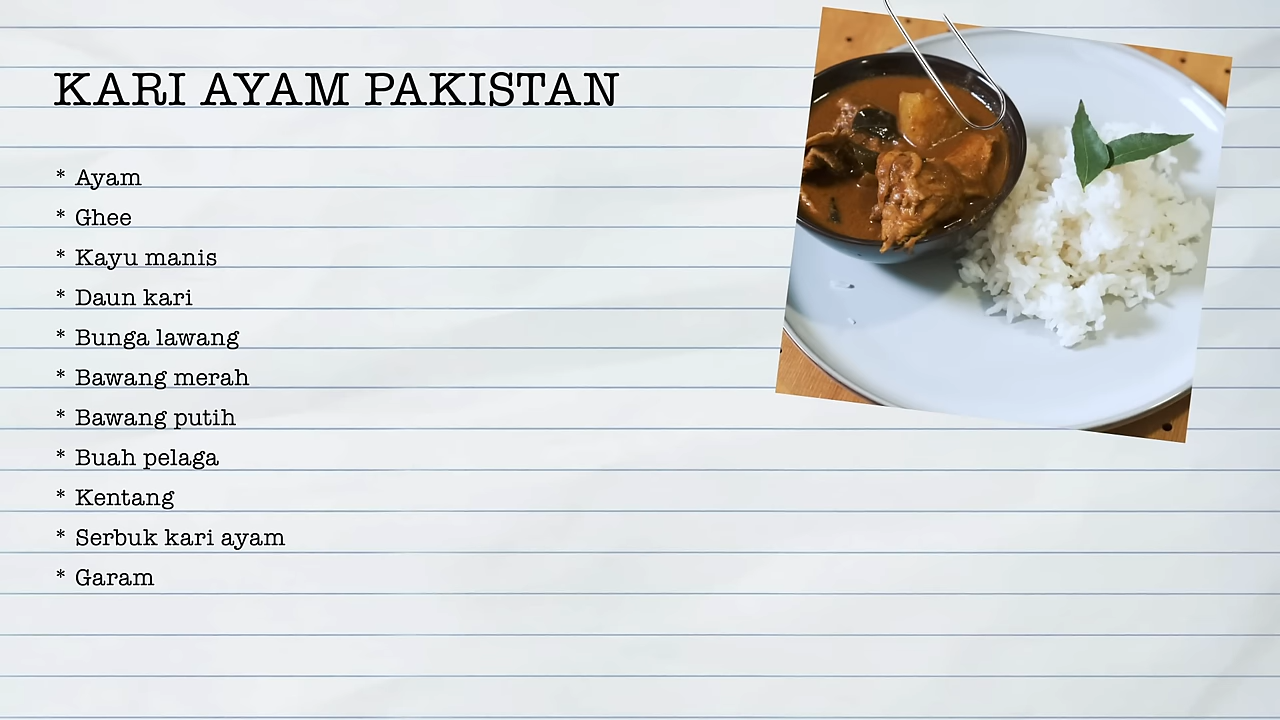 KARI AYAM PAKISTAN
* Ayam
* Ghee
* Kayu manis
* Daun kari
* Bunga lawang
* Bawang merah
* Bawang putih
* Buah pelaga
* Kentang
* Serbuk kari ayam
* Garam